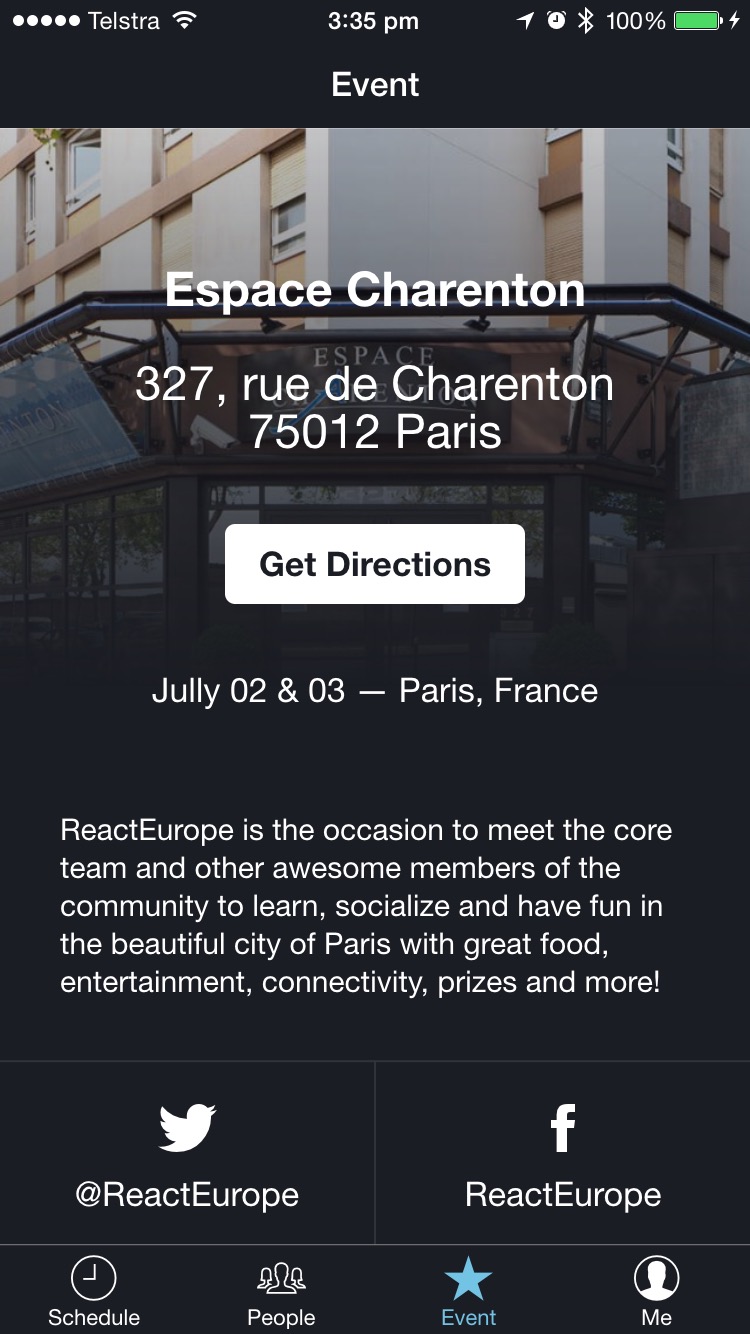 Telstra 3:35 pm 100%
Event
Espace Charenton
ESPACE
327, rue de Charenton
75012 Paris
Get Directions
Jully 02 & 03 — Paris, France
ReactEurope is the occasion to meet the core
team and other awesome members of the
community to learn, socialize and have fun in
the beautiful city of Paris with great food,
entertainment, connectivity, prizes and more!
@ReactEurope ReactEurope
Schedule People Event Me